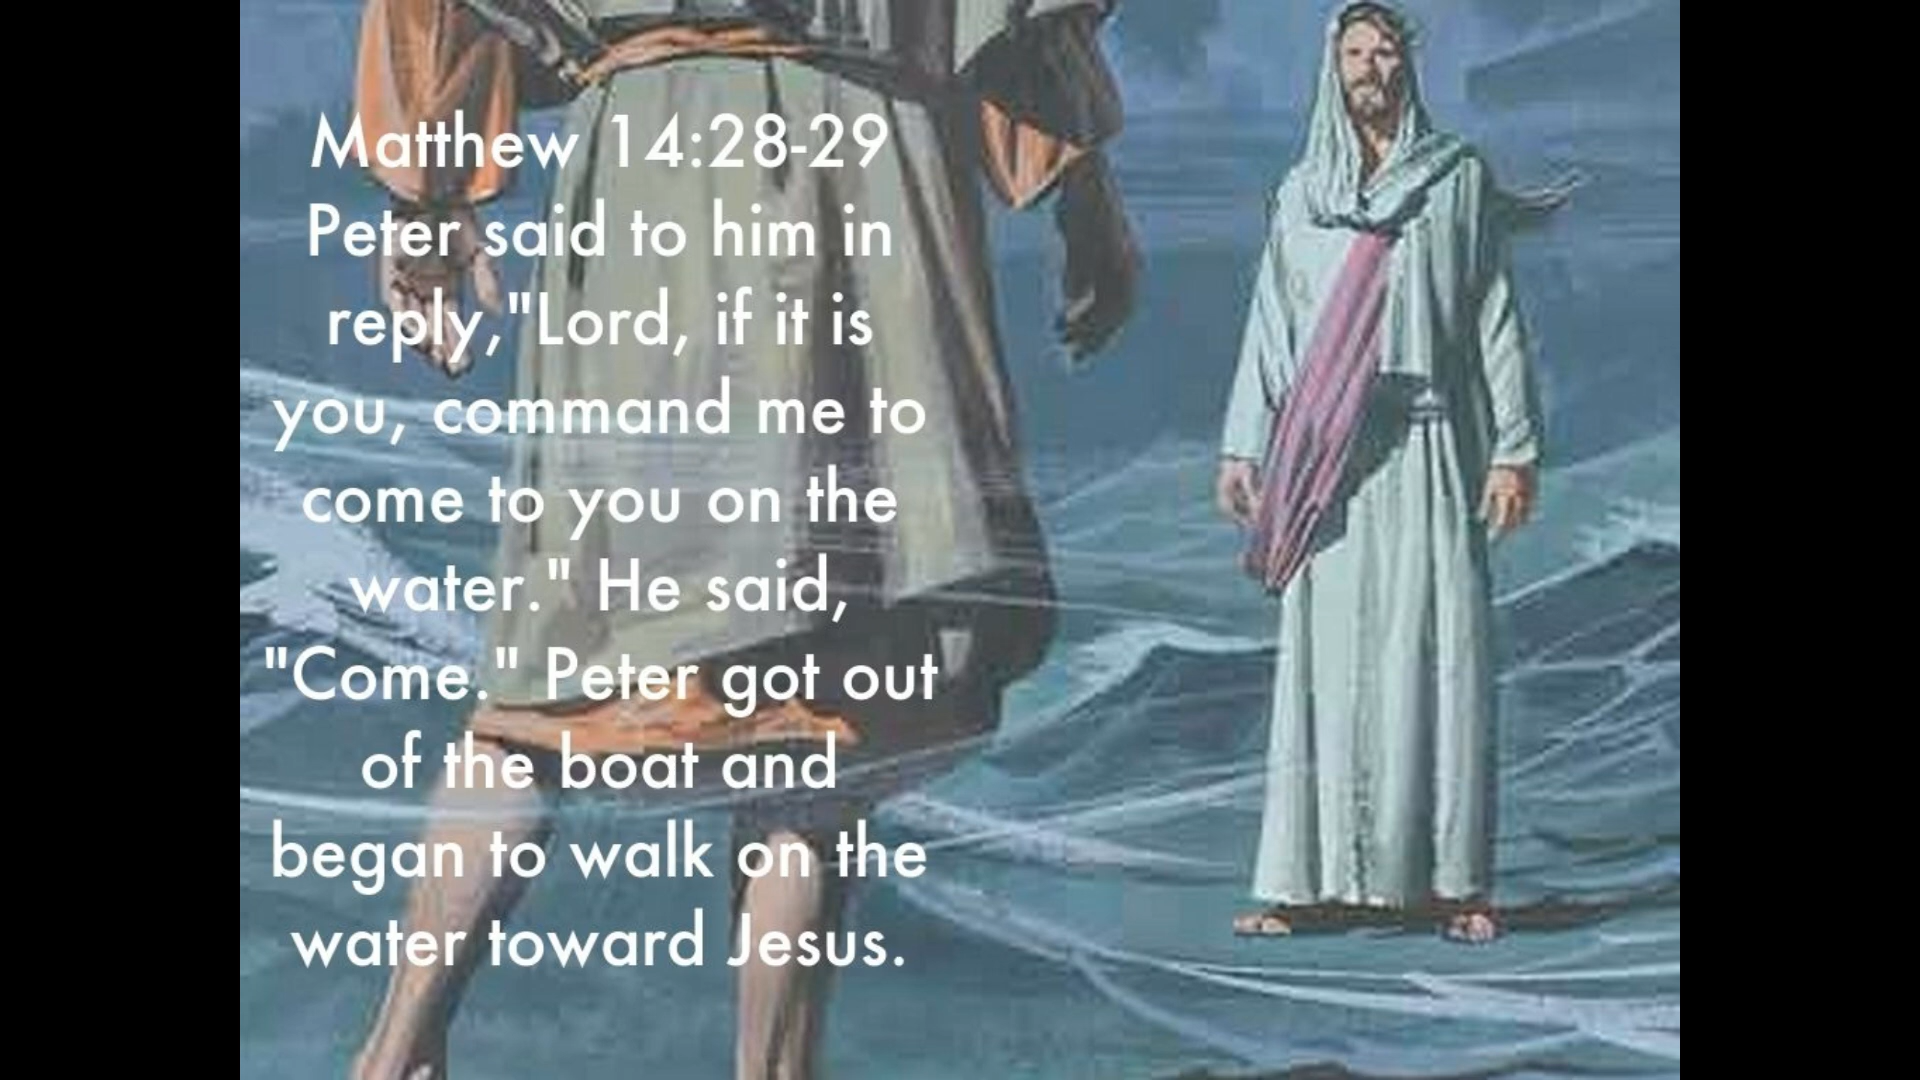 Matthew 14:28-29
Peter said to him in
reply,"Lord, if it is
you, command me to
come to you on the
water." He said,
"Come." Peter got out
of the boat and
began to walk on the
water toward Jesus.